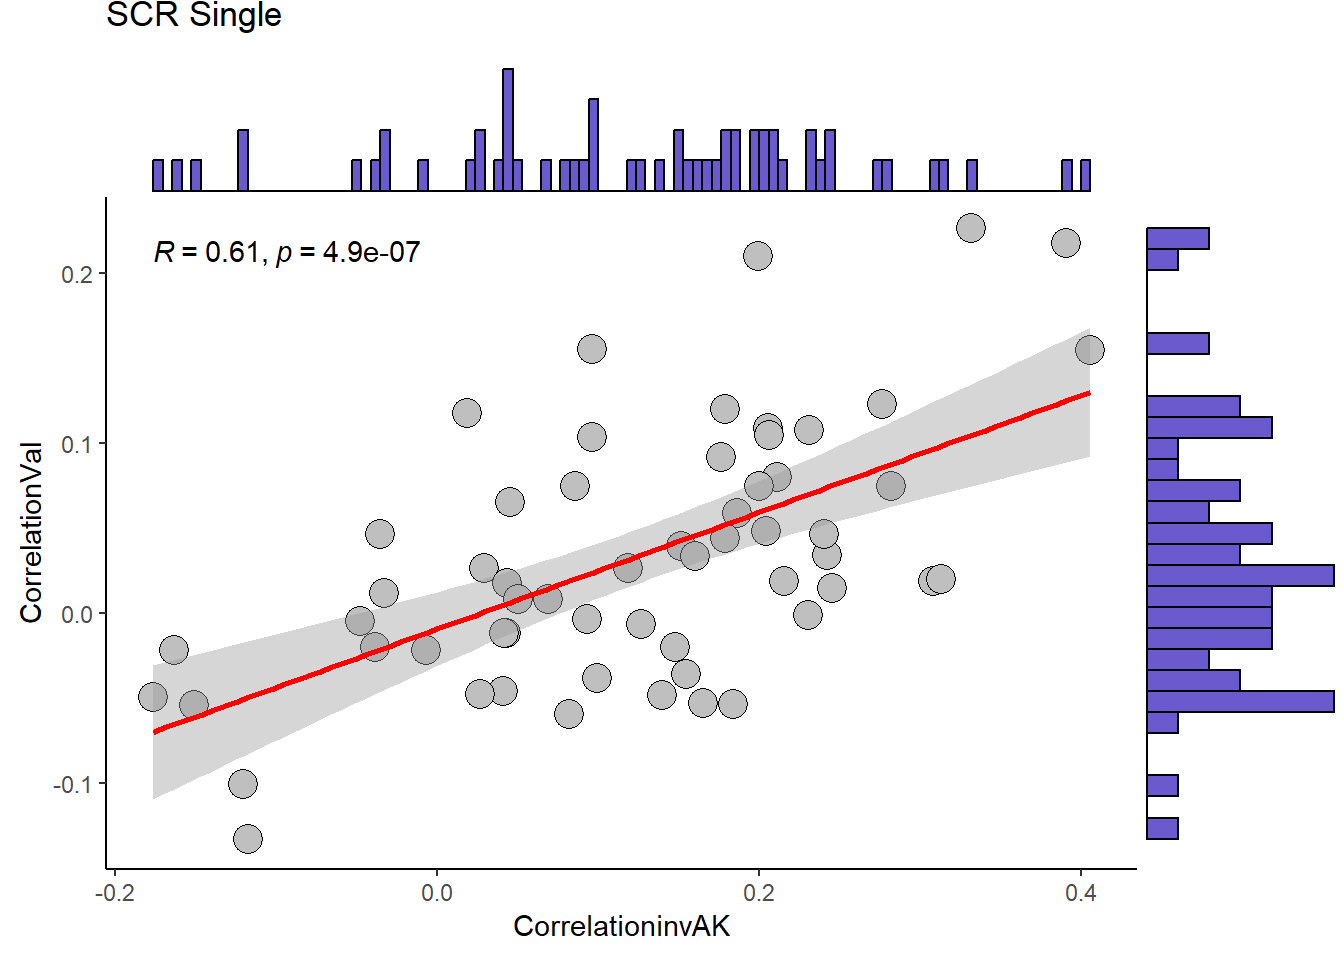 SCR Single
R = 0.61, p = 4.9e-07
0.2
0.1
0.0
-0.1
CorrelationVal
-0.2 0.0 0.2 0.4
CorrelationinvAK